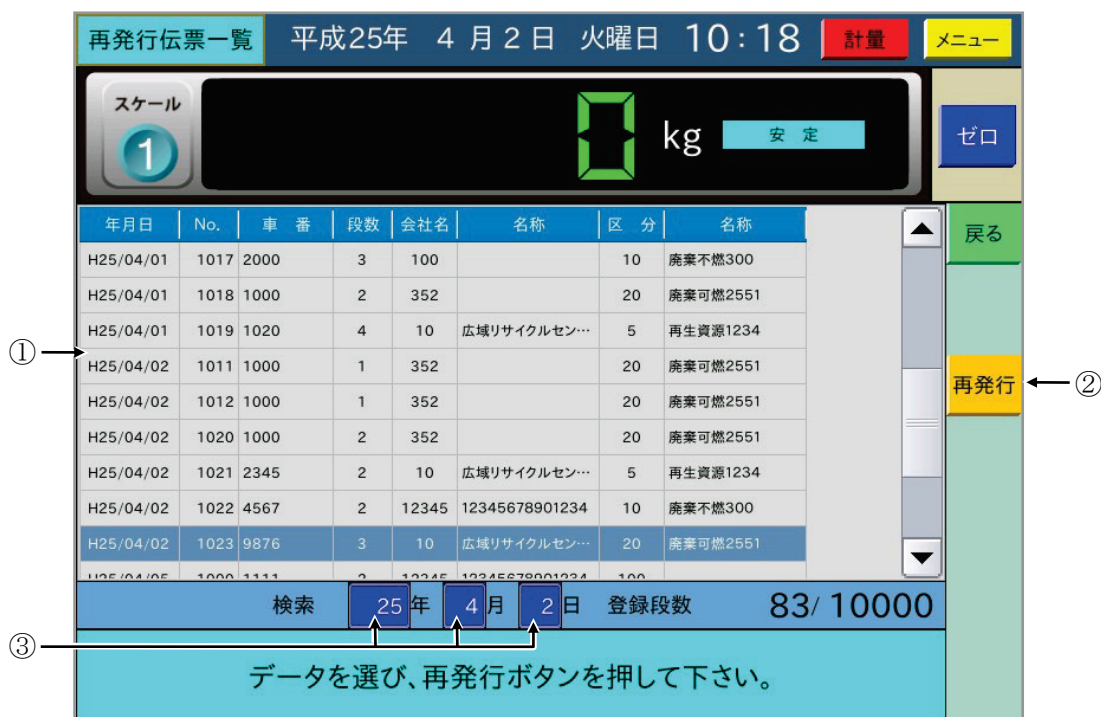 再発行伝票一覧 平成25年 4月2日 火曜日 10:18 計量 メニュー
スケール
1
0 kg 安定 ゼロ
年月日 No. 車番 段数 会社名 名称 区分 名称
戻る
H25/04/01 1017 2000 3 100 10 廃棄不燃300
H25/04/01 1018 1000 2 352 20 廃棄可燃2551
H25/04/01 1019 1020 4 10 広域リサイクルセン… 5 再生資源1234
①
H25/04/02 1011 1000 1 352 20 廃棄可燃2551
再発行 ②
H25/04/02 1012 1000 1 352 20 廃棄可燃2551
H25/04/02 1020 1000 2 352 20 廃棄可燃2551
H25/04/02 1021 2345 2 10 広域リサイクルセン… 5 再生資源1234
H25/04/02 1022 4567 2 12345 12345678901234 10 廃棄不燃300
H25/04/02 1023 9876 3 10 広域リサイクルセン… 20 廃棄可燃2551
検索 25年 4月 2日 登録段数 83/10000
③
データを選び、再発行ボタンを押して下さい。